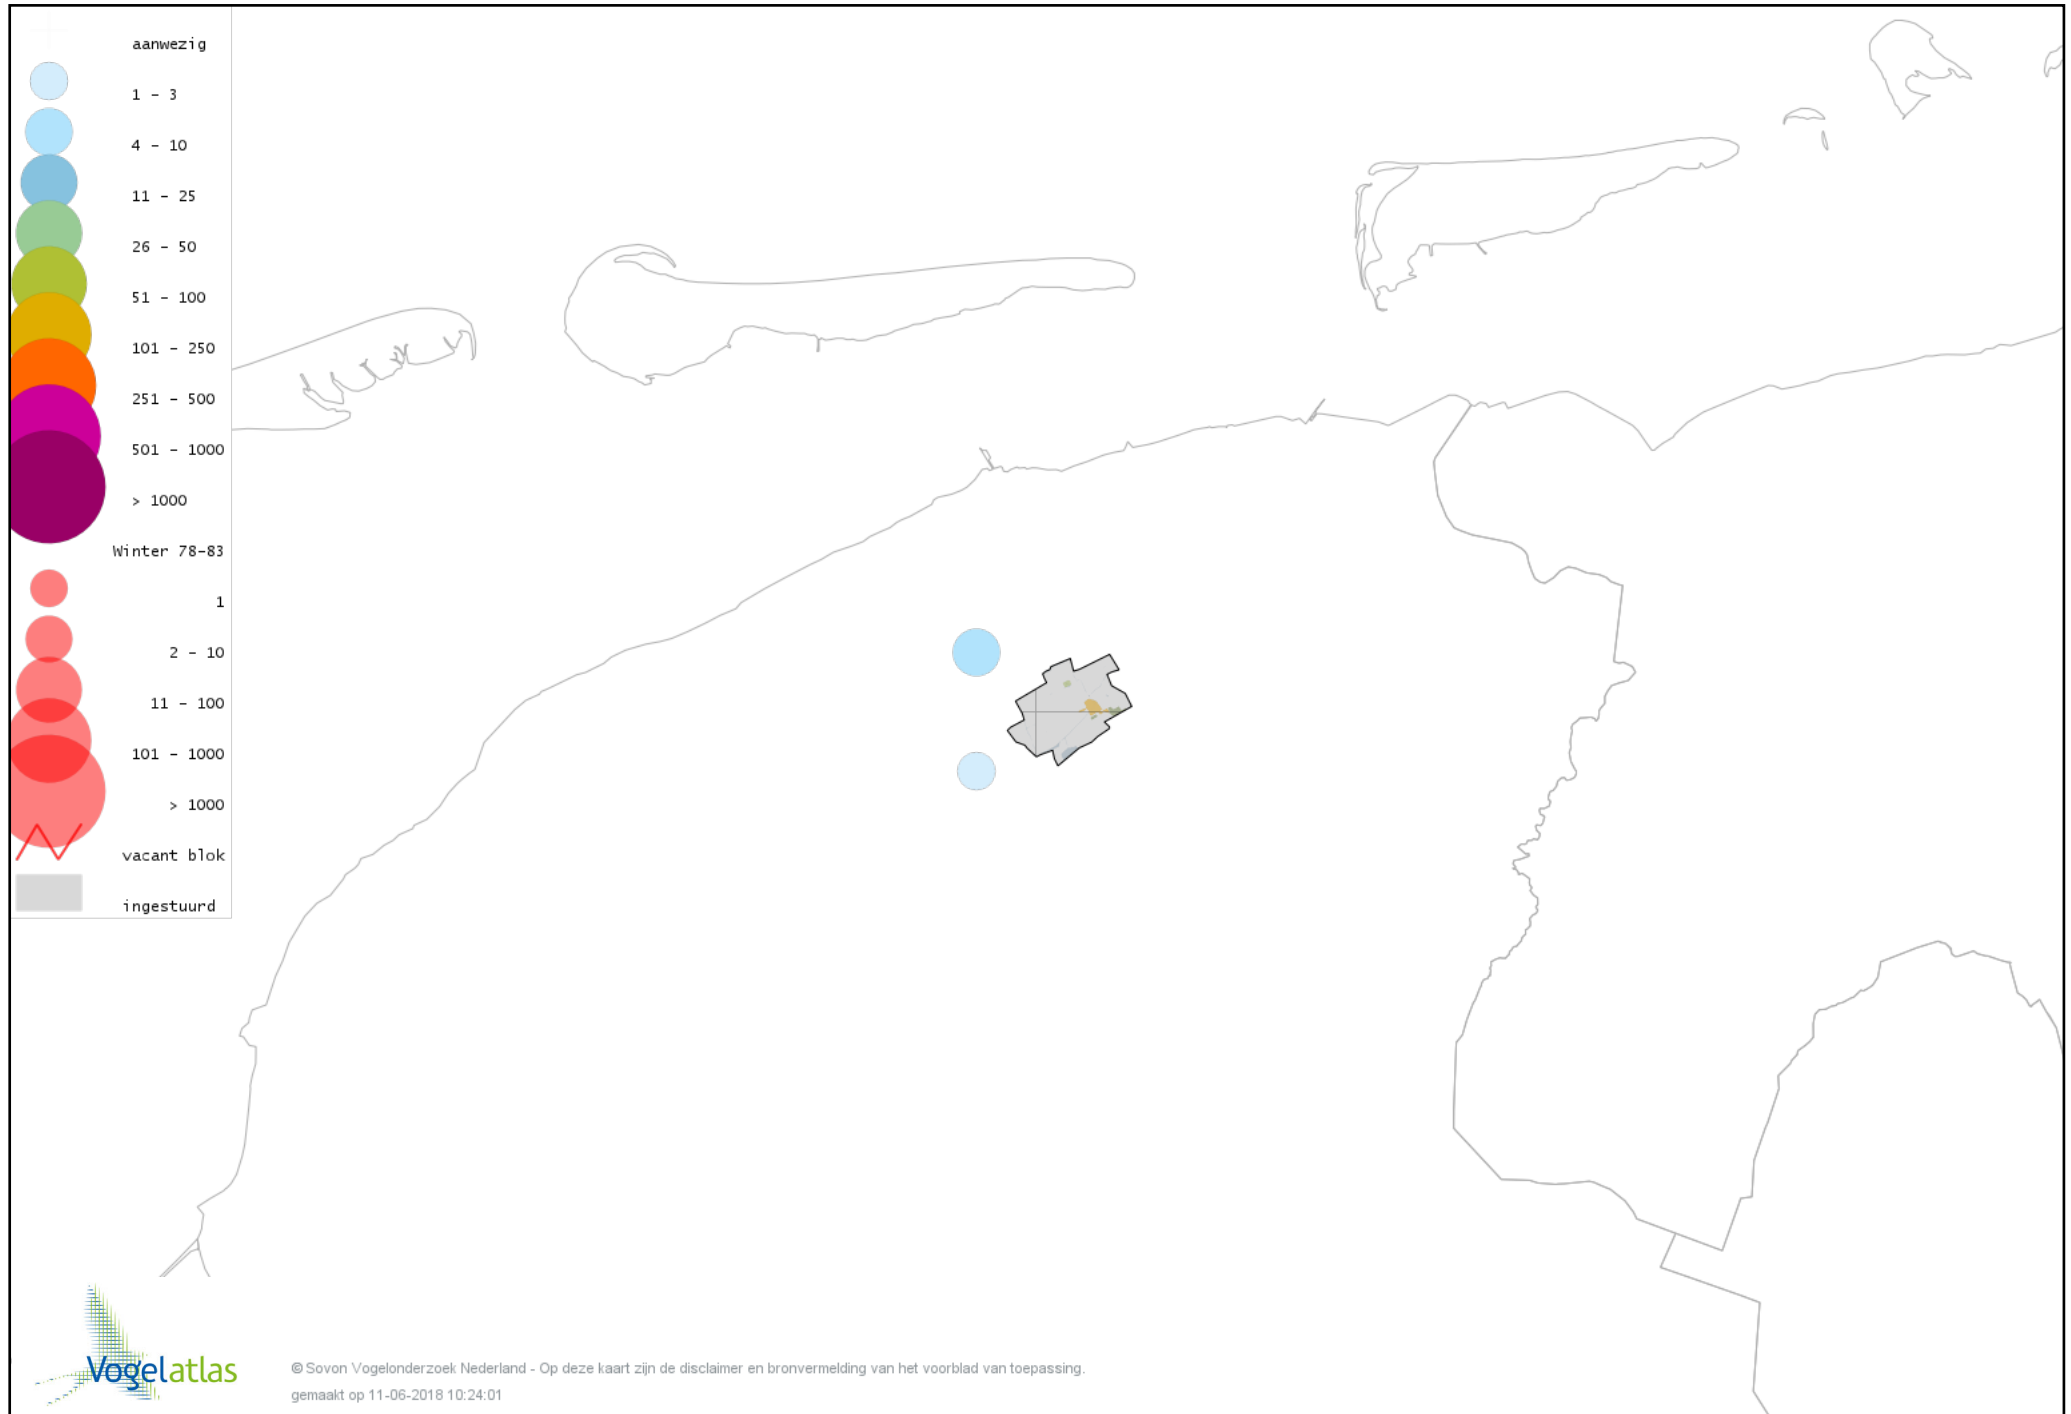 aanwezig
1 - 3
4 - 10
11 - 25
26 - 50
51 - 100
101 - 250
251 - 500
501 - 1000
> 1000
Winter 78-83
1
2 - 10
11 - 100
101 - 1000
> 1000
vacant blok
ingestuurd
Vogelatlas
© Sovon Vogelonderzoek Nederland - Op deze kaart zijn de disclaimer en bronvermelding van het voorblad van toepassing.
gemaakt op 11-06-2018 10:24:01